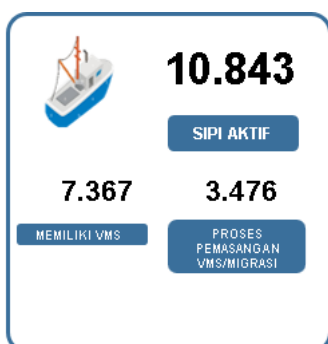 10.843
SIPI AKTIF
7.367
3.476
MEMILIKI VMS
PROSES
PEMASANGAN
VMS/MIGRASI